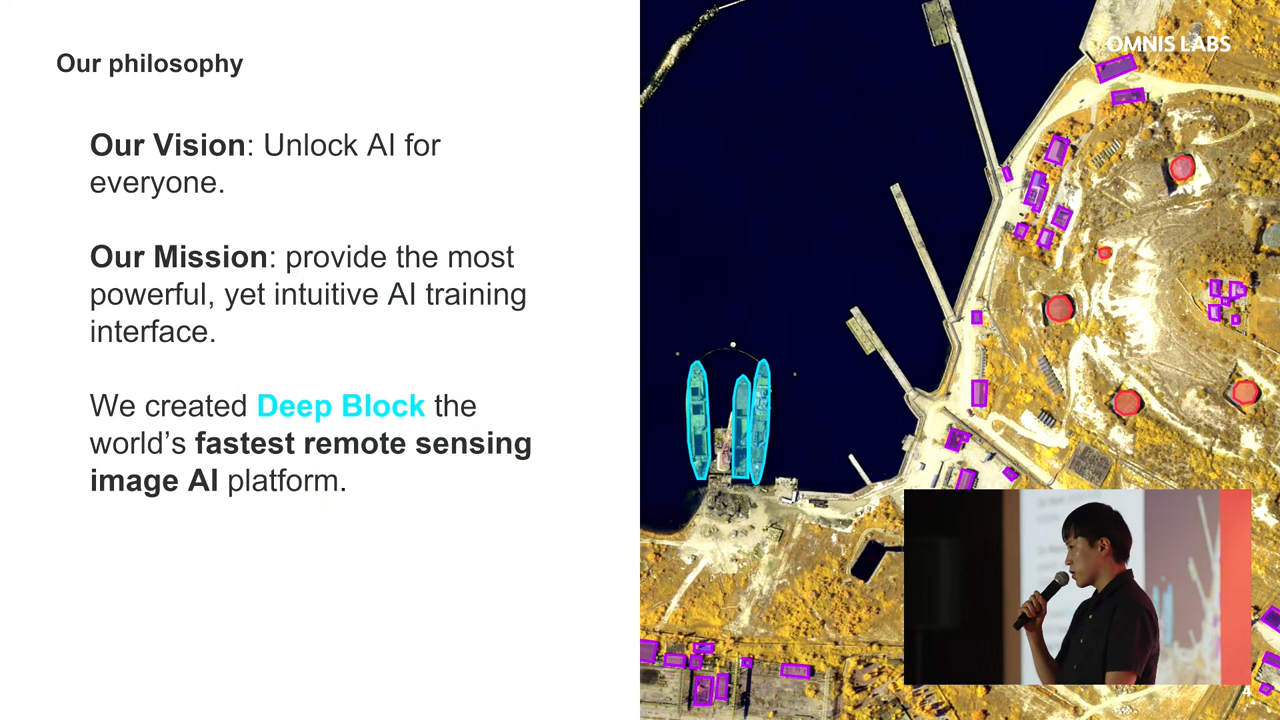 Our philosophy
OMNIS LABS
Our Vision: Unlock AI for
everyone.
Our Mission: provide the most
powerful, yet intuitive AI training
interface.
We created Deep Block the
world's fastest remote sensing
image AI platform.
4